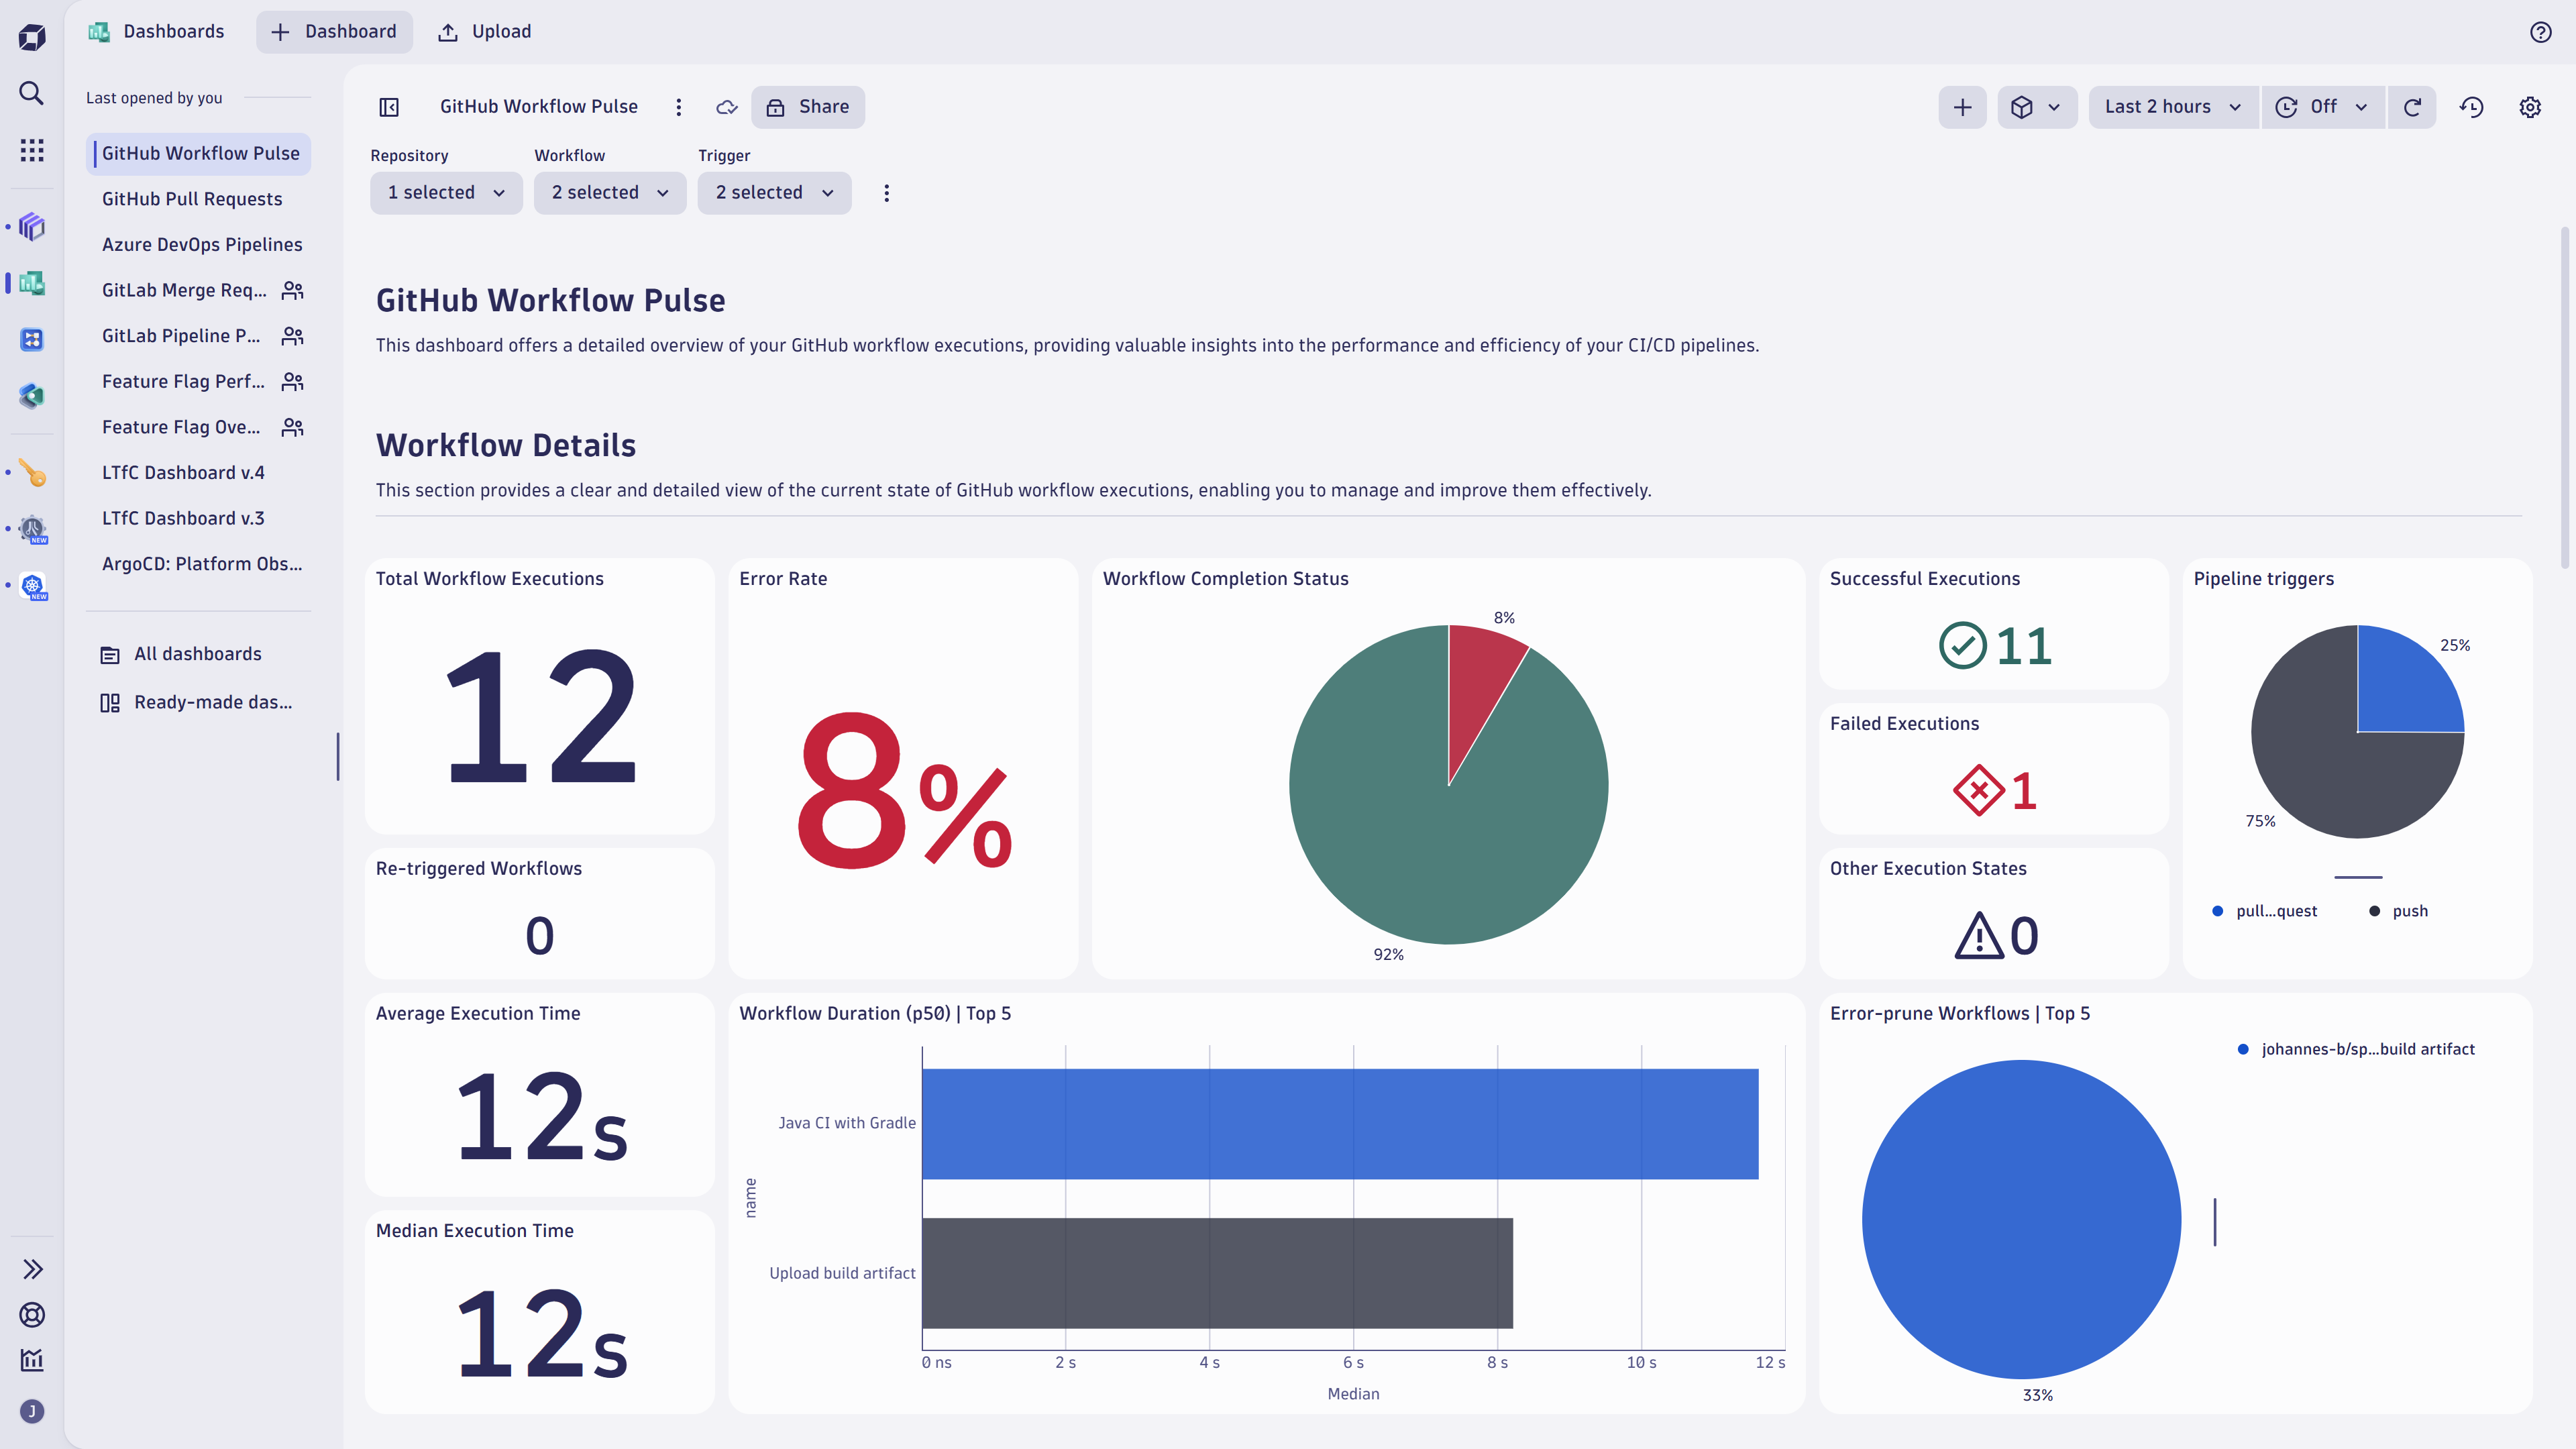 Dashboards
Dashboard
Upload
Last opened by you
GitHub Workflow Pulse
GitHub Pull Requests
Azure DevOps Pipelines
GitLab Merge Req...
GitLab Pipeline P...
Feature Flag Perf...
Feature Flag Ove...
LTfC Dashboard v.4
LTfC Dashboard v.3
ArgoCD: Platform Obs...
All dashboards
Ready-made das...
NEW
NEW
J
GitHub Workflow Pulse
Share
Last 2 hours
Off
Repository
Workflow
Trigger
1 selected
2 selected
2 selected
GitHub Workflow Pulse
This dashboard offers a detailed overview of your GitHub workflow executions, providing valuable insights into the performance and efficiency of your CI/CD pipelines.
Workflow Details
This section provides a clear and detailed view of the current state of GitHub workflow executions, enabling you to manage and improve them effectively.
Total Workflow Executions
12
Re-triggered Workflows
0
Error Rate
8%
Workflow Completion Status
8%
92%
Successful Executions
11
Failed Executions
1
Other Execution States
0
Pipeline triggers
25%
75%
pull...quest
push
Average Execution Time
12s
Median Execution Time
12s
Workflow Duration (p50) | Top 5
name
Java CI with Gradle
Upload build artifact
0 ns
2 s
4 s
6 s
8 s
10 s
12 s
Median
Error-prune Workflows | Top 5
johannes-b/sp...build artifact
33%